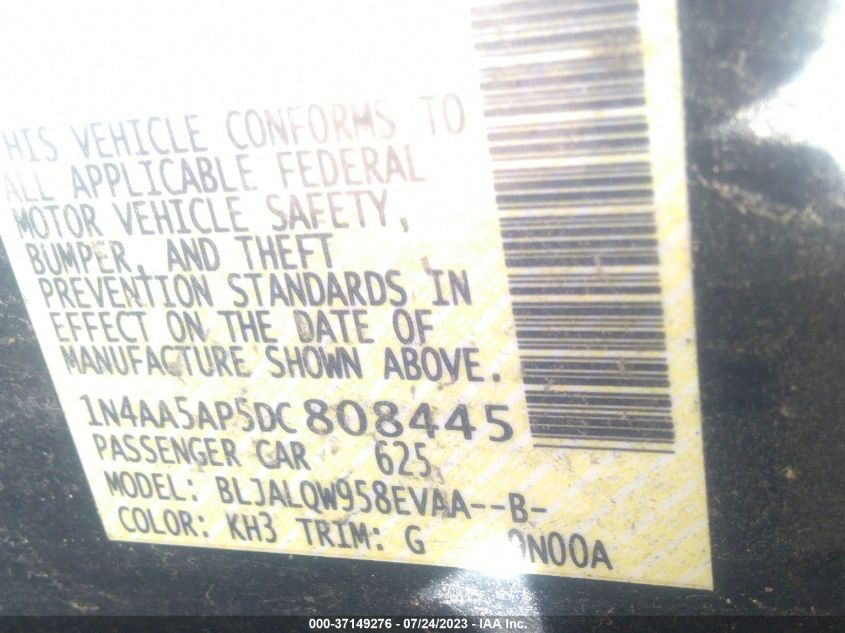 HIS VEHICLE CONFORMS TO
ALL APPLICABLE FEDERAL
MOTOR VEHICLE SAFETY,
BUMPER, AND THEFT
PREVENTION STANDARDS IN
EFFECT ON THE DATE OF
MANUFACTURE SHOWN ABOVE.
1N4AA5AP5DC808445
PASSENGER CAR 625
MODEL: BLJALQW958EVAA--B-
COLOR: KH3 TRIM: G 0N00A
000-37149276 - 07/24/2023 - IAA Inc.